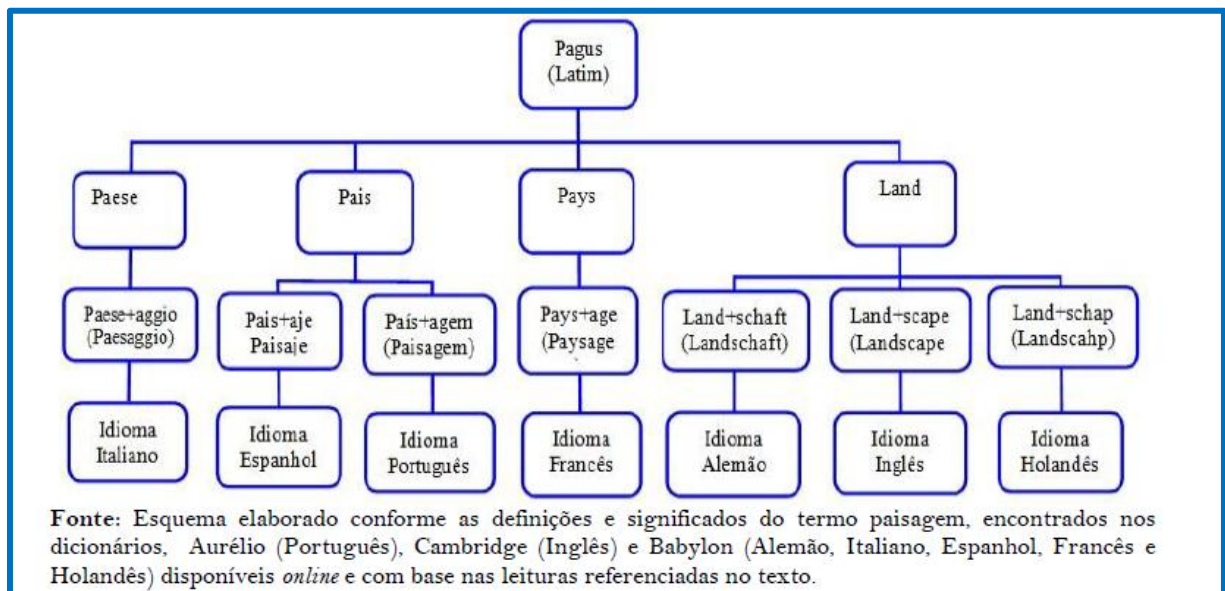 Pagus
(Latim)
Paese
Pais
Pays
Land
Paese+aggio
(Paesaggio)
Pais+aje
Paisaje
País+agem
(Paisagem)
Pays+age
(Paysage
Land+schaft
(Landschaft)
Land+scape
(Landscape
Land+schap
(Landscahp)
Idioma
Italiano
Idioma
Espanhol
Idioma
Português
Idioma
Francês
Idioma
Alemão
Idioma
Inglês
Idioma
Holandês
Fonte: Esquema elaborado conforme as definições e significados do termo paisagem, encontrados nos
dicionários, Aurélio (Português), Cambridge (Inglês) e Babylon (Alemão, Italiano, Espanhol, Francês e
Holandês) disponíveis online e com base nas leituras referenciadas no texto.